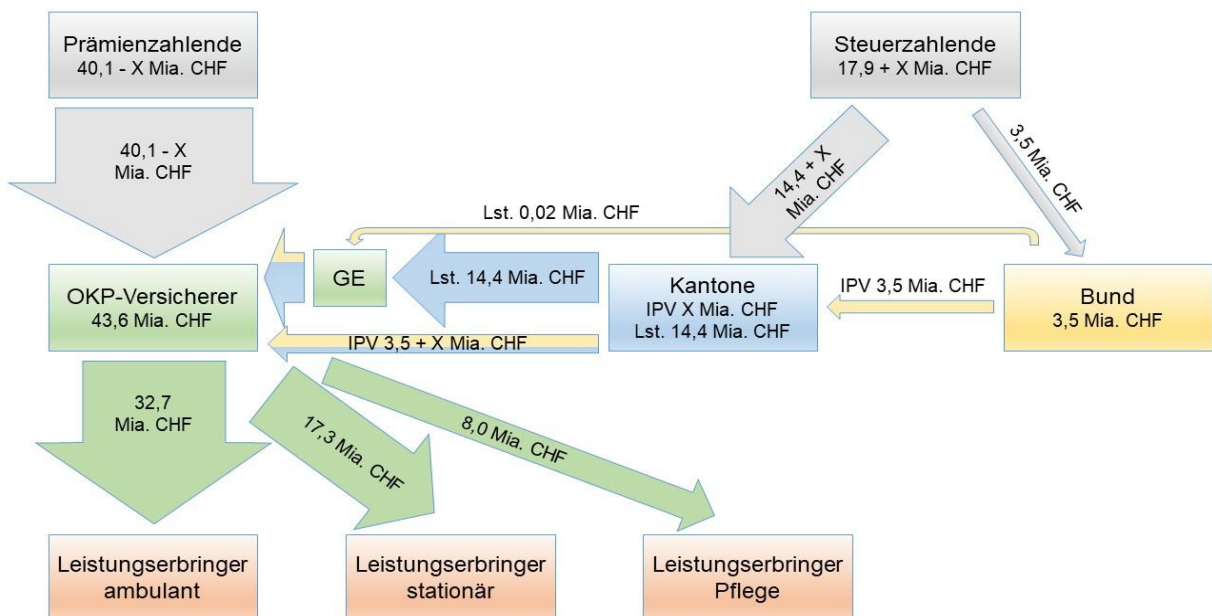 Prämienzahlende
40,1 - X Mia. CHF
Steuerzahlende
17,9 + X Mia. CHF
40,1 - X
Mia. CHF
14,4 + X
Mia. CHF
3,5 Mia. CHF
Lst. 0,02 Mia. CHF
OKP-Versicherer
43,6 Mia. CHF
GE
Lst. 14,4 Mia. CHF
Kantone
IPV X Mia. CHF
Lst. 14,4 Mia. CHF
IPV 3,5 Mia. CHF
Bund
3,5 Mia. CHF
IPV 3,5 + X Mia. CHF
32,7
Mia. CHF
17,3 Mia. CHF
8,0 Mia. CHF
Leistungserbringer
ambulant
Leistungserbringer
stationär
Leistungserbringer
Pflege